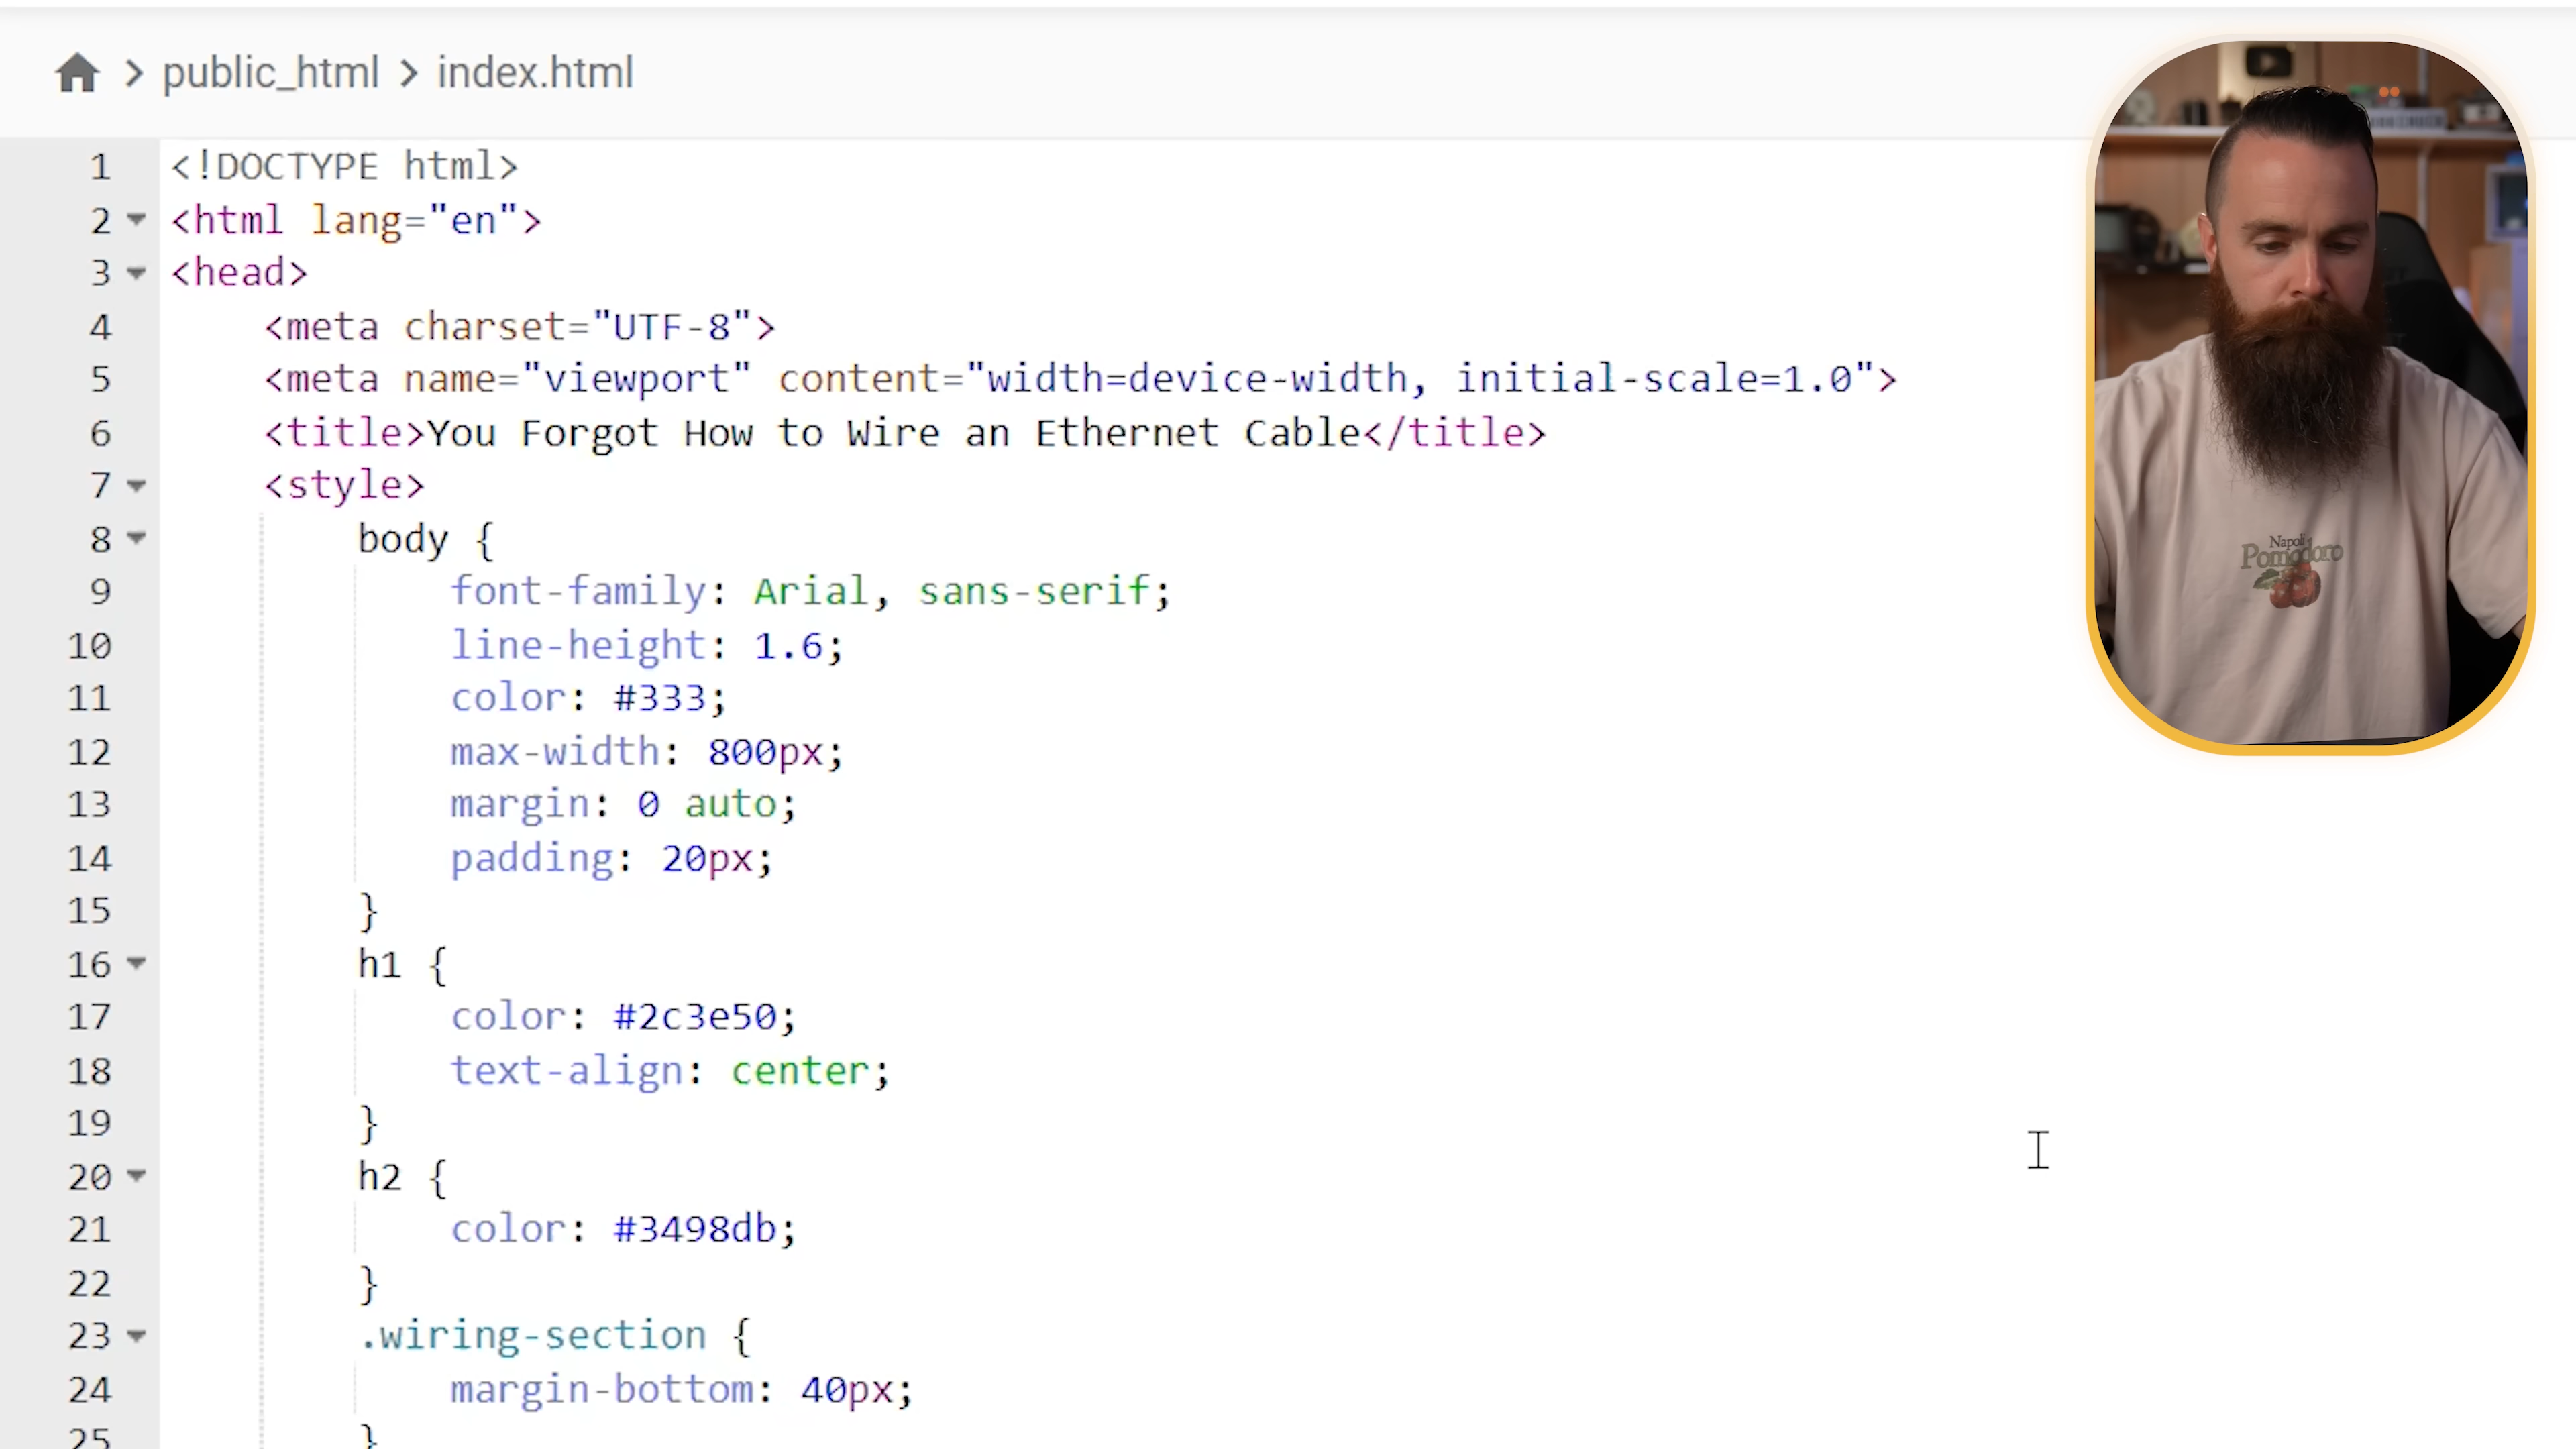 public_html > index.html
1 <!DOCTYPE html>
2 <html lang="en">
3 <head>
4 <meta charset="UTF-8">
5 <meta name="viewport" content="width=device-width, initial-scale=1.0">
6 <title>You Forgot How to Wire an Ethernet Cable</title>
7 <style>
8 body {
9 font-family: Arial, sans-serif;
10 line-height: 1.6;
11 color: #333;
12 max-width: 800px;
13 margin: 0 auto;
14 padding: 20px;
15 }
16 h1 {
17 color: #2c3e50;
18 text-align: center;
19 }
20 h2 {
21 color: #3498db;
22 }
23 .wiring-section {
24 margin-bottom: 40px;
25 }
Napoli
Pomodoro